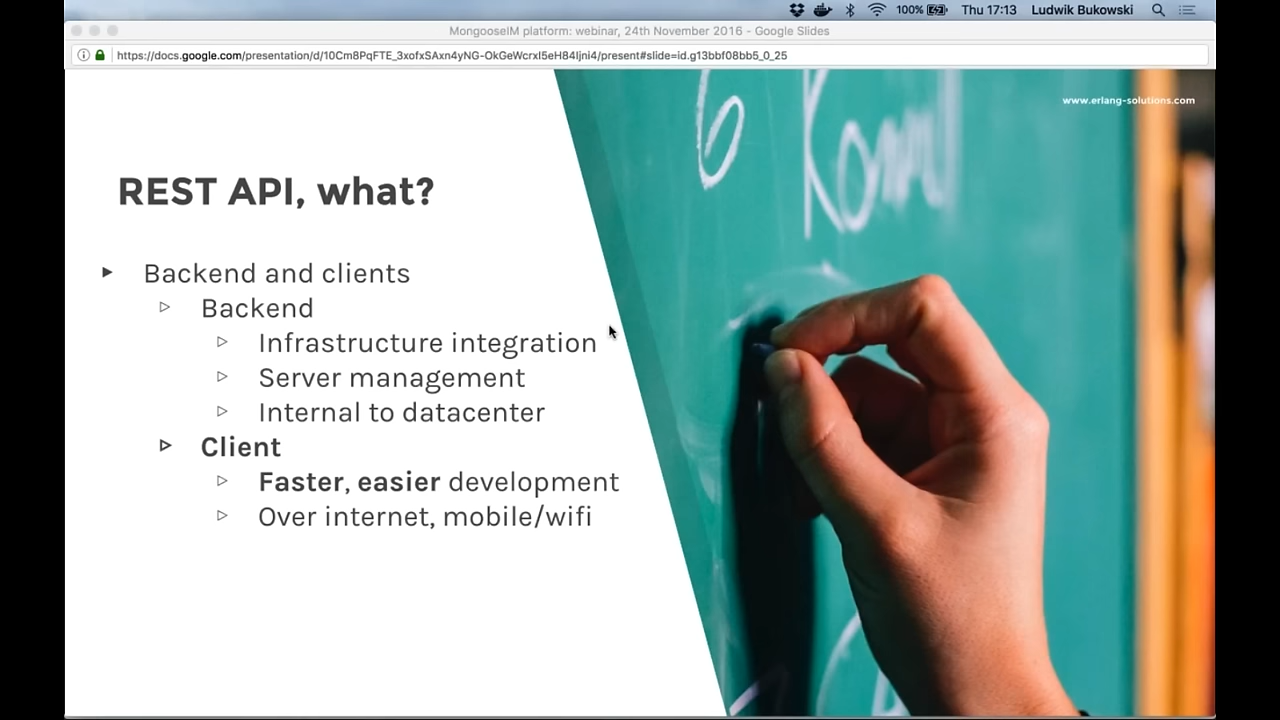 100% Thu 17:13 Ludwik Bukowski
MongooseIM platform: webinar, 24th November 2016 - Google Slides
https://docs.google.com/presentation/d/10Cm8PqFTE_3xofxSAxn4yNG-OkGeWcrxI5eH84Ijni4/present#slide=id.g13bbf08bb5_0_25
www.erlang-solutions.com
REST API, what?
Backend and clients
Backend
Infrastructure integration
Server management
Internal to datacenter
Client
Faster, easier development
Over internet, mobile/wifi